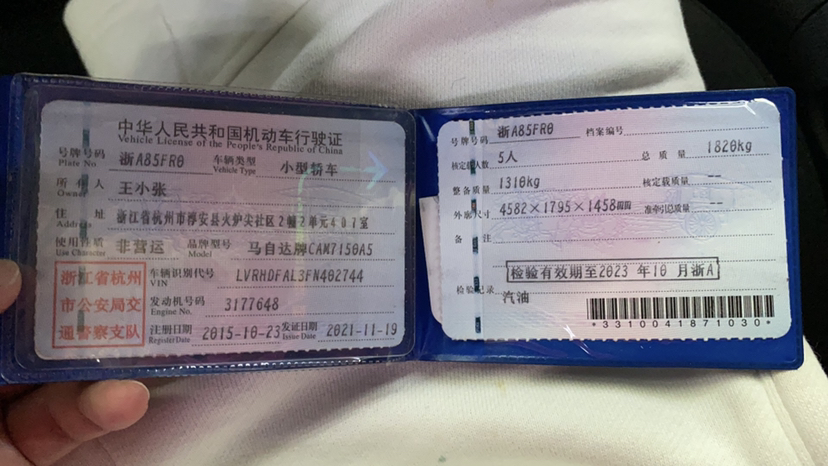 中华人民共和国机动车行驶证
Vehicle License of the People's Republic of China
号牌号码 浙A85FR0 车辆类型 小型轿车
Plate No Vehicle Type
所有人 王小张
Owner
住址 浙江省杭州市淳安县火炉尖社区2幢2单元407室
Address
使用性质 非营运 品牌型号 马自达牌CAM7150A5
Use Character Model
浙江省杭州市公安局交通警察支队
车辆识别代号 LVRHDFAL3FN402744
VIN
发动机号码 3177648
Engine No
注册日期 2015-10-23 发证日期 2021-11-19
Register Date Issue Date
号牌号码 浙A85FR0 档案编号
核定载人数 5人 总质量 1820kg
整备质量 1310kg 核定载质量 --
外廓尺寸 4582×1795×1458 准牵引总质量 --
备注
检验有效期至2023年10月浙A
检验记录
汽油
*3310041871030*